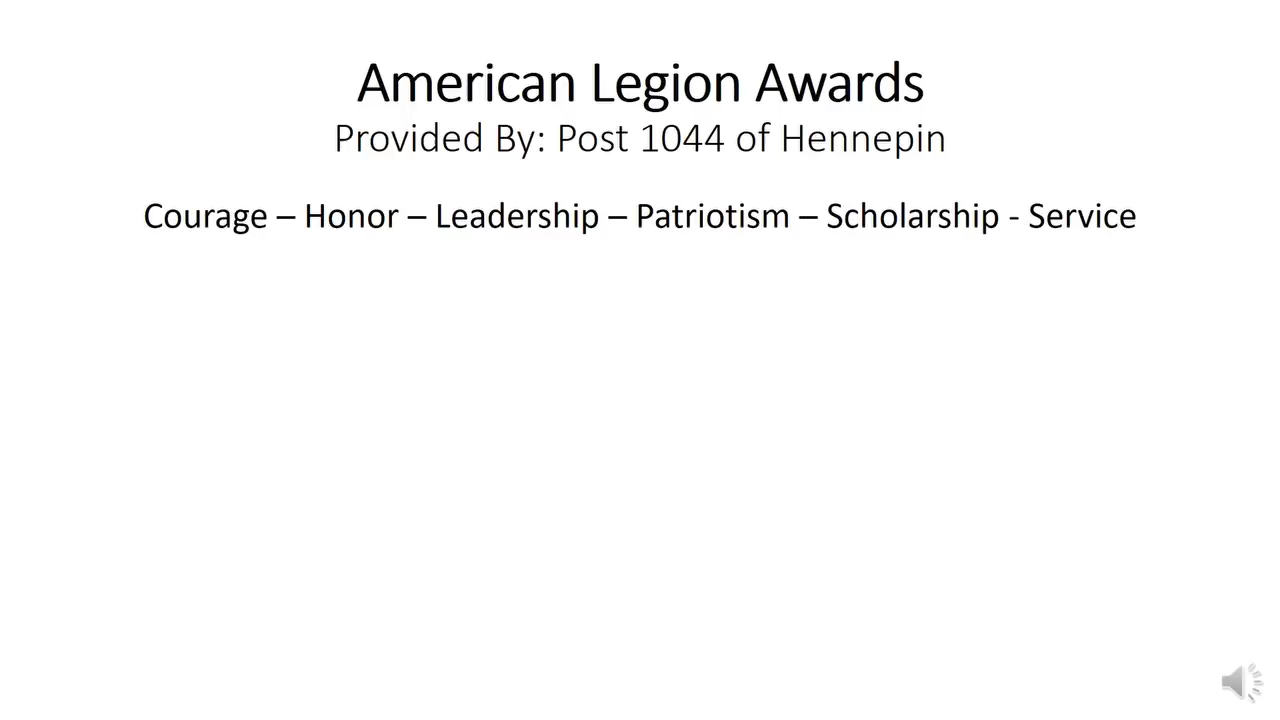 American Legion Awards
Provided By: Post 1044 of Hennepin
Courage – Honor – Leadership – Patriotism – Scholarship - Service